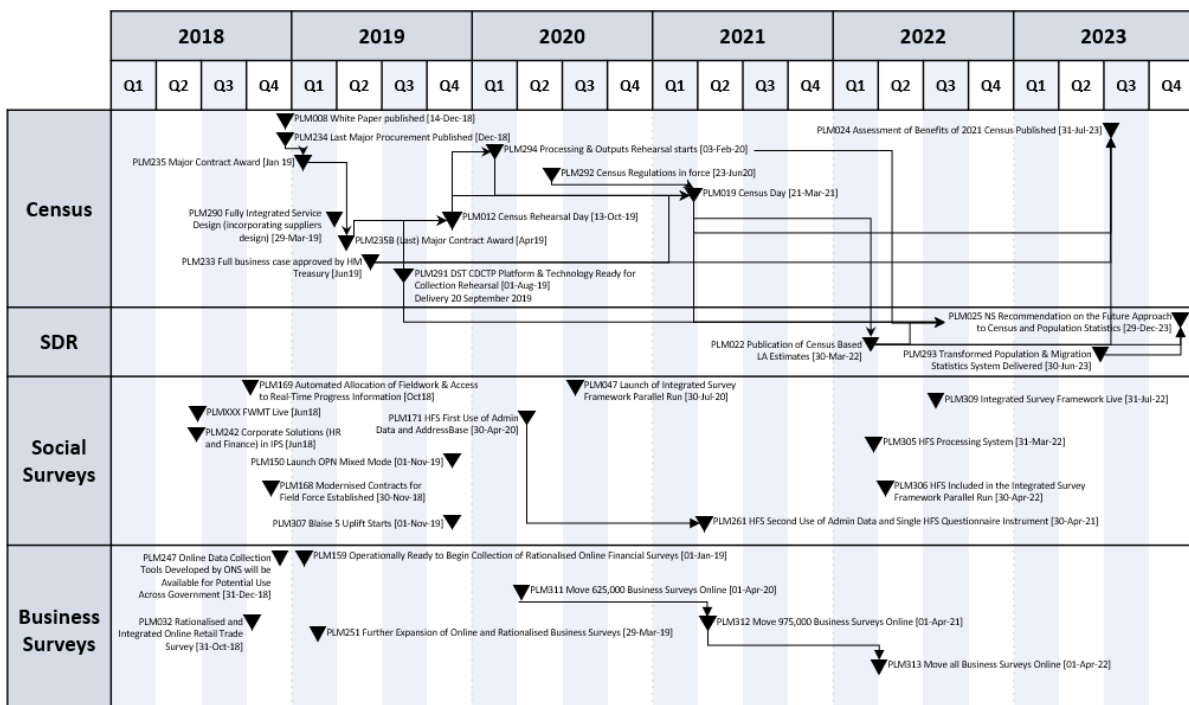 2018
2019
2020
2021
2022
2023
Q1 Q2 Q3 Q4 Q1 Q2 Q3 Q4 Q1 Q2 Q3 Q4 Q1 Q2 Q3 Q4 Q1 Q2 Q3 Q4 Q1 Q2 Q3 Q4
Census
PLM008 White Paper published [14-Dec-18]
PLM234 Last Major Procurement Published [Dec-18]
PLM024 Assessment of Benefits of 2021 Census Published [31-Jul-23]
PLM235 Major Contract Award [Jan 19]
PLM294 Processing & Outputs Rehearsal starts [03-Feb-20]
PLM292 Census Regulations in force [23-Jun20]
PLM019 Census Day [21-Mar-21]
PLM290 Fully Integrated Service
Design (incorporating suppliers
design) [29-Mar-19]
PLM012 Census Rehearsal Day [13-Oct-19]
PLM235B (Last) Major Contract Award [Apr19]
PLM233 Full business case approved by HM
Treasury [Jun19]
PLM291 DST CDCTP Platform & Technology Ready for
Collection Rehearsal [01-Aug-19]
Delivery 20 September 2019
SDR
PLM025 NS Recommendation on the Future Approach
to Census and Population Statistics [29-Dec-23]
PLM022 Publication of Census Based
LA Estimates [30-Mar-22]
PLM293 Transformed Population & Migration
Statistics System Delivered [30-Jun-23]
Social
Surveys
PLM169 Automated Allocation of Fieldwork & Access
to Real-Time Progress Information [Oct18]
PLM047 Launch of Integrated Survey
Framework Parallel Run [30-Jul-20]
PLM309 Integrated Survey Framework Live [31-Jul-22]
PLMXXX FWMT Live [Jun18]
PLM171 HFS First Use of Admin
Data and AddressBase [30-Apr-20]
PLM242 Corporate Solutions (HR
and Finance) in IPS [Jun18]
PLM305 HFS Processing System [31-Mar-22]
PLM150 Launch OPN Mixed Mode [01-Nov-19]
PLM168 Modernised Contracts for
Field Force Established [30-Nov-18]
PLM306 HFS Included in the Integrated Survey
Framework Parallel Run [30-Apr-22]
PLM307 Blaise 5 Uplift Starts [01-Nov-19]
PLM261 HFS Second Use of Admin Data and Single HFS Questionnaire Instrument [30-Apr-21]
Business
Surveys
PLM247 Online Data Collection
Tools Developed by ONS will be
Available for Potential Use
Across Government [31-Dec-18]
PLM159 Operationally Ready to Begin Collection of Rationalised Online Financial Surveys [01-Jan-19]
PLM311 Move 625,000 Business Surveys Online [01-Apr-20]
PLM032 Rationalised and
Integrated Online Retail Trade
Survey [31-Oct-18]
PLM251 Further Expansion of Online and Rationalised Business Surveys [29-Mar-19]
PLM312 Move 975,000 Business Surveys Online [01-Apr-21]
PLM313 Move all Business Surveys Online [01-Apr-22]